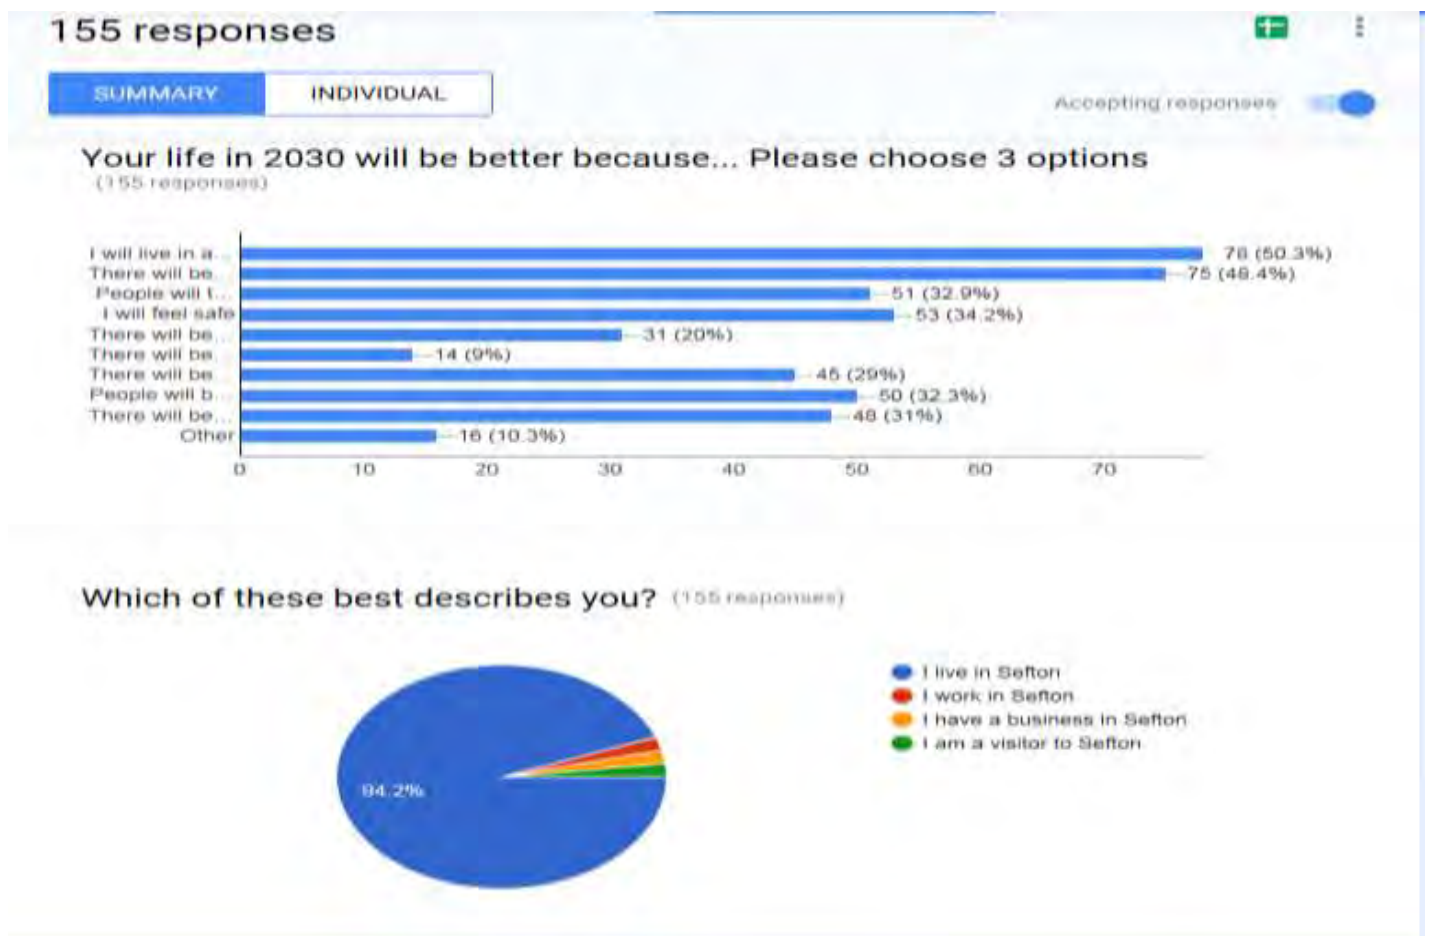 155 responses
SUMMARY
INDIVIDUAL
Accepting responses
Your life in 2030 will be better because... Please choose 3 options
(155 responses)
I will live in a... 78 (50.3%)
There will be... 75 (48.4%)
People will t... 51 (32.9%)
I will feel safe 53 (34.2%)
There will be... 31 (20%)
There will be... 14 (9%)
There will be... 45 (29%)
People will b... 50 (32.3%)
There will be... 48 (31%)
Other 16 (10.3%)
0 10 20 30 40 50 60 70
Which of these best describes you? (155 responses)
94.2%
I live in Sefton
I work in Sefton
I have a business in Sefton
I am a visitor to Sefton